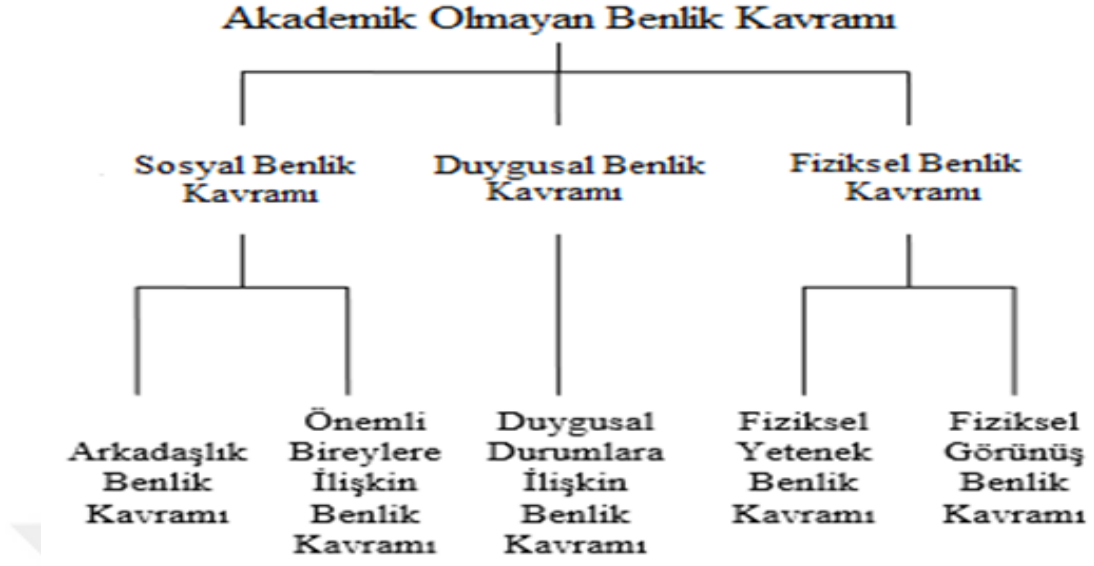 Akademik Olmayan Benlik Kavramı
Sosyal Benlik
Kavramı
Duygusal Benlik
Kavramı
Fiziksel Benlik
Kavramı
Arkadaşlık
Benlik
Kavramı
Önemli
Bireylere
İlişkin
Benlik
Kavramı
Duygusal
Durumlara
İlişkin
Benlik
Kavramı
Fiziksel
Yetenek
Benlik
Kavramı
Fiziksel
Görünüş
Benlik
Kavramı